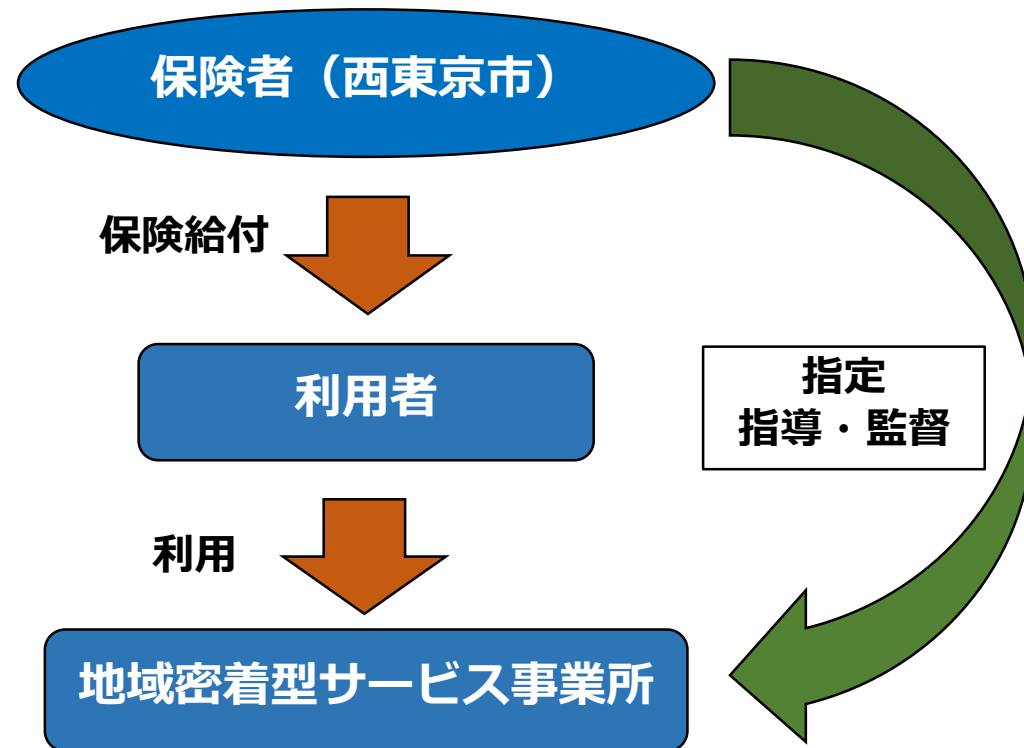 保険者（西東京市）
保険給付
利用者
指定
指導・監督
利用
地域密着型サービス事業所